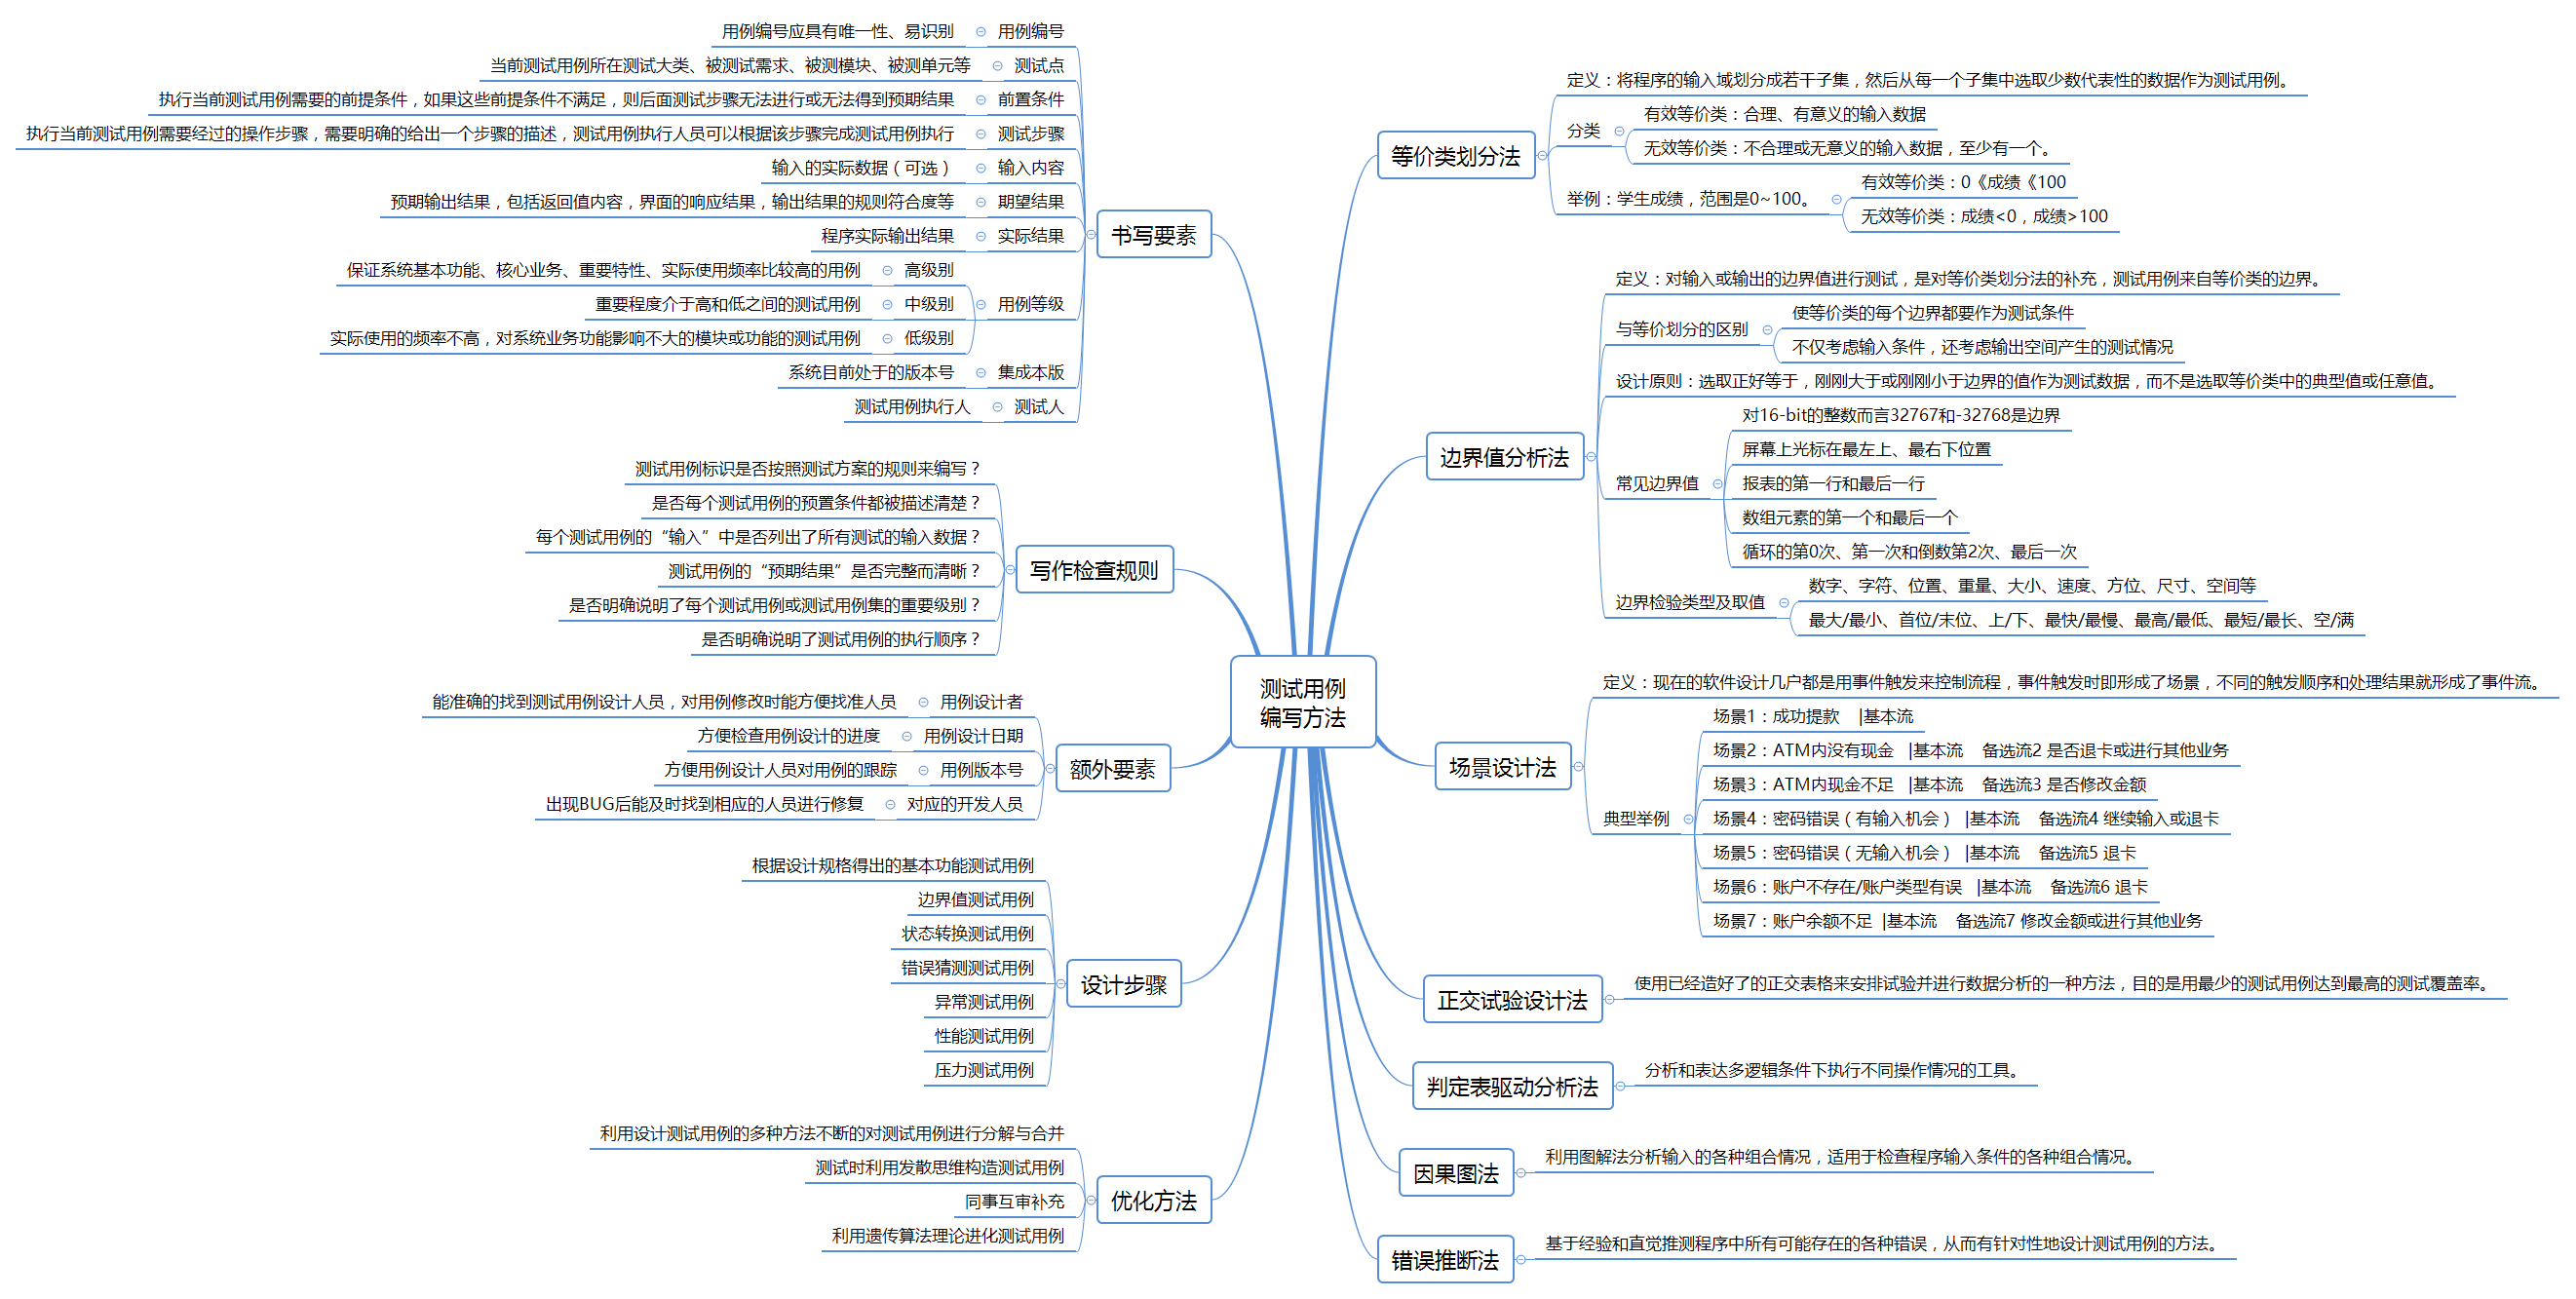 测试用例
编写方法
书写要素
用例编号
用例编号应具有唯一性、易识别
测试点
当前测试用例所在测试大类、被测试需求、被测模块、被测单元等
前置条件
执行当前测试用例需要的前提条件，如果这些前提条件不满足，则后面测试步骤无法进行或无法得到预期结果
测试步骤
执行当前测试用例需要经过的操作步骤，需要明确的给出一个步骤的描述，测试用例执行人员可以根据该步骤完成测试用例执行
输入内容
输入的实际数据（可选）
期望结果
预期输出结果，包括返回值内容，界面的响应结果，输出结果的规则符合度等
实际结果
程序实际输出结果
用例等级
高级别
保证系统基本功能、核心业务、重要特性、实际使用频率比较高的用例
中级别
重要程度介于高和低之间的测试用例
低级别
实际使用的频率不高，对系统业务功能影响不大的模块或功能的测试用例
集成本版
系统目前处于的版本号
测试人
测试用例执行人
写作检查规则
测试用例标识是否按照测试方案的规则来编写？
是否每个测试用例的预置条件都被描述清楚？
每个测试用例的“输入”中是否列出了所有测试的输入数据？
测试用例的“预期结果”是否完整而清晰？
是否明确说明了每个测试用例或测试用例集的重要级别？
是否明确说明了测试用例的执行顺序？
额外要素
用例设计者
能准确的找到测试用例设计人员，对用例修改时能方便找准人员
用例设计日期
方便检查用例设计的进度
用例版本号
方便用例设计人员对用例的跟踪
对应的开发人员
出现BUG后能及时找到相应的人员进行修复
设计步骤
根据设计规格得出的基本功能测试用例
边界值测试用例
状态转换测试用例
错误猜测测试用例
异常测试用例
性能测试用例
压力测试用例
优化方法
利用设计测试用例的多种方法不断的对测试用例进行分解与合并
测试时利用发散思维构造测试用例
同事互审补充
利用遗传算法理论进化测试用例
等价类划分法
定义：将程序的输入域划分成若干子集，然后从每一个子集中选取少数代表性的数据作为测试用例。
分类
有效等价类：合理、有意义的输入数据
无效等价类：不合理或无意义的输入数据，至少有一个。
举例：学生成绩，范围是0~100。
有效等价类：0《成绩《100
无效等价类：成绩<0，成绩>100
边界值分析法
定义：对输入或输出的边界值进行测试，是对等价类划分法的补充，测试用例来自等价类的边界。
与等价划分的区别
使等价类的每个边界都要作为测试条件
不仅考虑输入条件，还考虑输出空间产生的测试情况
设计原则：选取正好等于，刚刚大于或刚刚小于边界的值作为测试数据，而不是选取等价类中的典型值或任意值。
常见边界值
对16-bit的整数而言32767和-32768是边界
屏幕上光标在最左上、最右下位置
报表的第一行和最后一行
数组元素的第一个和最后一个
循环的第0次、第一次和倒数第2次、最后一次
边界检验类型及取值
数字、字符、位置、重量、大小、速度、方位、尺寸、空间等
最大/最小、首位/末位、上/下、最快/最慢、最高/最低、最短/最长、空/满
场景设计法
定义：现在的软件设计几户都是用事件触发来控制流程，事件触发时即形成了场景，不同的触发顺序和处理结果就形成了事件流。
典型举例
场景1：成功提款 |基本流
场景2：ATM内没有现金 |基本流 备选流2 是否退卡或进行其他业务
场景3：ATM内现金不足 |基本流 备选流3 是否修改金额
场景4：密码错误（有输入机会） |基本流 备选流4 继续输入或退卡
场景5：密码错误（无输入机会） |基本流 备选流5 退卡
场景6：账户不存在/账户类型有误 |基本流 备选流6 退卡
场景7：账户余额不足 |基本流 备选流7 修改金额或进行其他业务
正交试验设计法
使用已经造好了的正交表格来安排试验并进行数据分析的一种方法，目的是用最少的测试用例达到最高的测试覆盖率。
判定表驱动分析法
分析和表达多逻辑条件下执行不同操作情况的工具。
因果图法
利用图解法分析输入的各种组合情况，适用于检查程序输入条件的各种组合情况。
错误推断法
基于经验和直觉推测程序中所有可能存在的各种错误，从而有针对性地设计测试用例的方法。